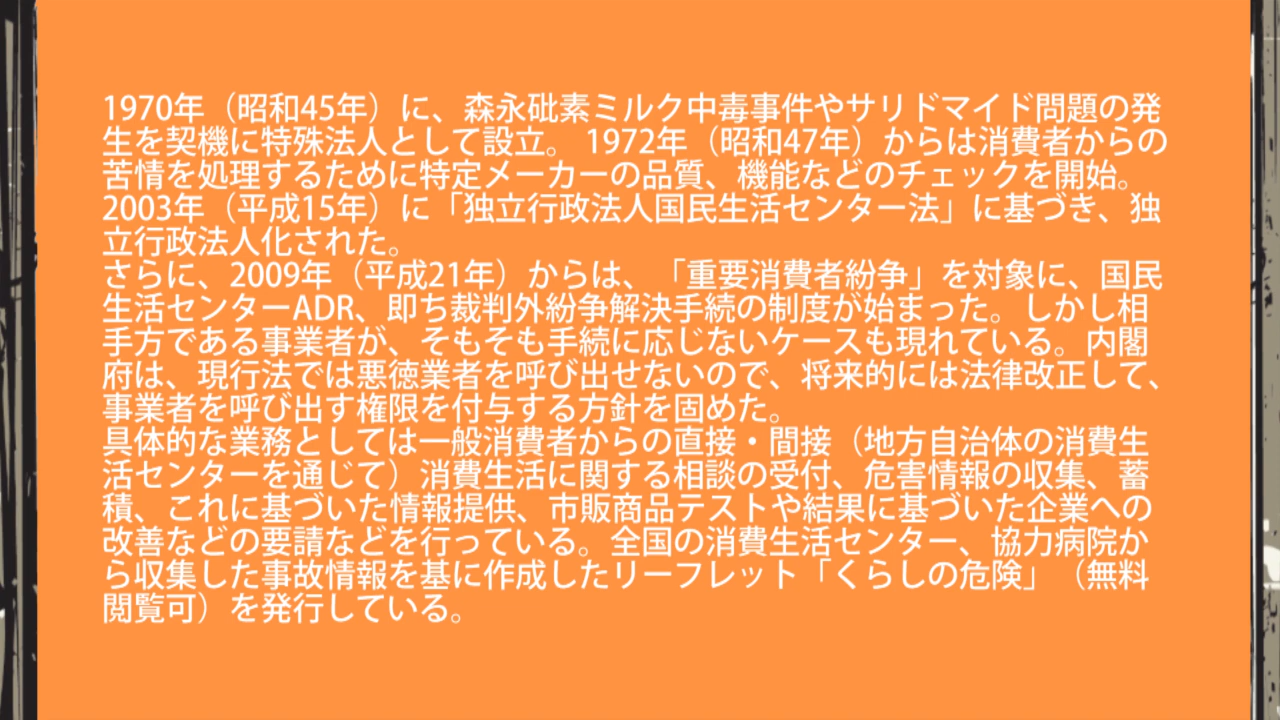 1970年（昭和45年）に、森永砒素ミルク中毒事件やサリドマイド問題の発
生を契機に特殊法人として設立。 1972年（昭和47年）からは消費者からの
苦情を処理するために特定メーカーの品質、機能などのチェックを開始。
2003年（平成15年）に「独立行政法人国民生活センター法」に基づき、独
立行政法人化された。
さらに、2009年（平成21年）からは、「重要消費者紛争」を対象に、国民
生活センターADR、即ち裁判外紛争解決手続の制度が始まった。しかし相
手方である事業者が、そもそも手続に応じないケースも現れている。内閣
府は、現行法では悪徳業者を呼び出せないので、将来的には法律改正して、
事業者を呼び出す権限を付与する方針を固めた。
具体的な業務としては一般消費者からの直接・間接（地方自治体の消費生
活センターを通じて）消費生活に関する相談の受付、危害情報の収集、蓄
積、これに基づいた情報提供、市販商品テストや結果に基づいた企業への
改善などの要請などを行っている。全国の消費生活センター、協力病院か
ら収集した事故情報を基に作成したリーフレット「くらしの危険」（無料
閲覧可）を発行している。